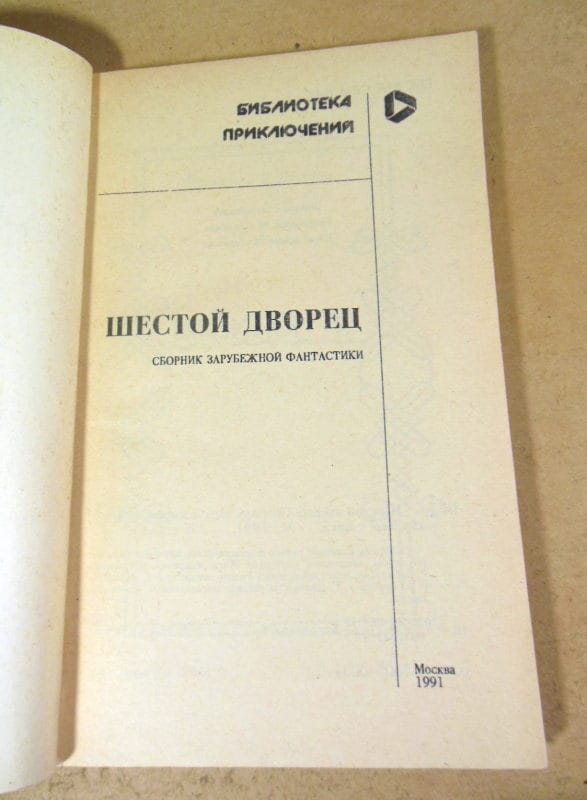 БИБЛИОТЕКА
ПРИКЛЮЧЕНИЙ
ШЕСТОЙ ДВОРЕЦ
СБОРНИК ЗАРУБЕЖНОЙ ФАНТАСТИКИ
Москва
1991